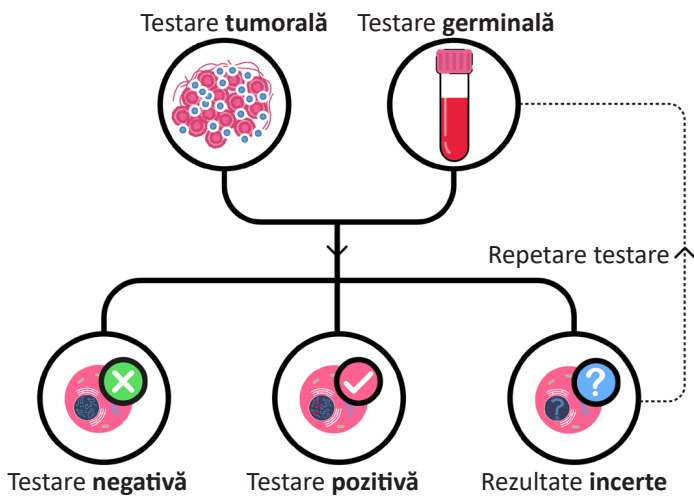 Testare tumorală
Testare germinală
Repetare testare
Testare negativă
Testare pozitivă
Rezultate incerte